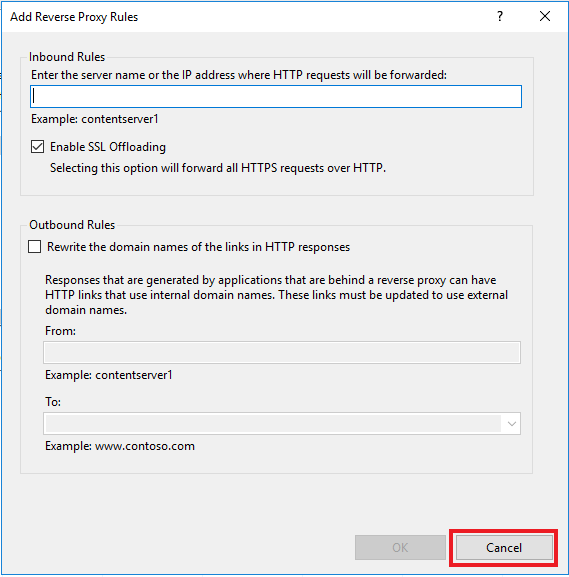 Add Reverse Proxy Rules
Inbound Rules
Enter the server name or the IP address where HTTP requests will be forwarded:
Example: contentserver1
Enable SSL Offloading
Selecting this option will forward all HTTPS requests over HTTP.
Outbound Rules
Rewrite the domain names of the links in HTTP responses
Responses that are generated by applications that are behind a reverse proxy can have
HTTP links that use internal domain names. These links must be updated to use external
domain names.
From:
Example: contentserver1
To:
Example: www.contoso.com
OK
Cancel